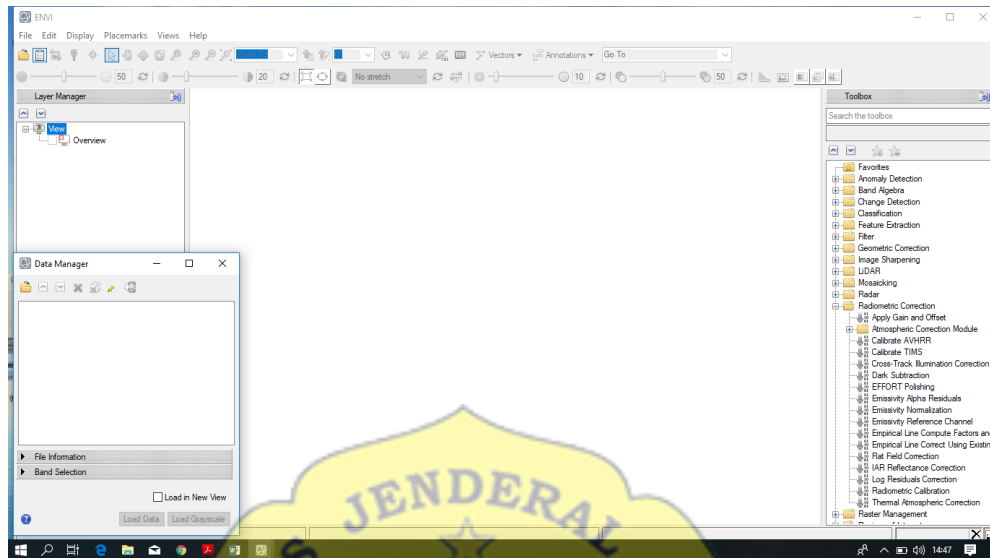 ENVI
File Edit Display Placemarks Views Help
Vectors Annotations Go To
50 20 No stretch 10 50
Layer Manager
View
Overview
Data Manager
File Information
Band Selection
Load in New View
Load Data Load Grayscale
Toolbox
Search the toolbox
Favorites
Anomaly Detection
Band Algebra
Change Detection
Classification
Feature Extraction
Filter
Geometric Correction
Image Sharpening
LiDAR
Mosaicking
Radar
Radiometric Correction
Apply Gain and Offset
Atmospheric Correction Module
Calibrate AVHRR
Calibrate TIMS
Cross-Track Illumination Correction
Dark Subtraction
EFFORT Polishing
Emissivity Alpha Residuals
Emissivity Normalization
Emissivity Reference Channel
Empirical Line Compute Factors an
Empirical Line Correct Using Existin
Flat Field Correction
IAR Reflectance Correction
Log Residuals Correction
Radiometric Calibration
Thermal Atmospheric Correction
Raster Management
JENDERA
14:47